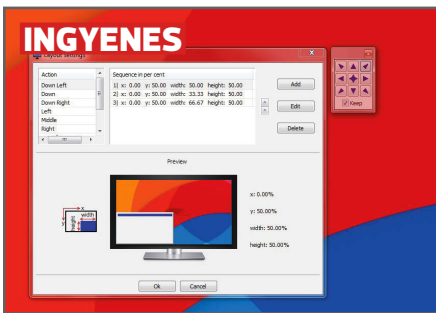 INGYENES
Layout Settings
Action
Down Left
Down
Down Right
Left
Middle
Right
Sequence in per cent
1| x: 0.00 y: 50.00 width: 50.00 height: 50.00
2| x: 0.00 y: 50.00 width: 33.33 height: 50.00
3| x: 0.00 y: 50.00 width: 66.67 height: 50.00
Add
Edit
Delete
Keep
Preview
x
width
y
height
x: 0.00%
y: 50.00%
width: 50.00%
height: 50.00%
Ok
Cancel